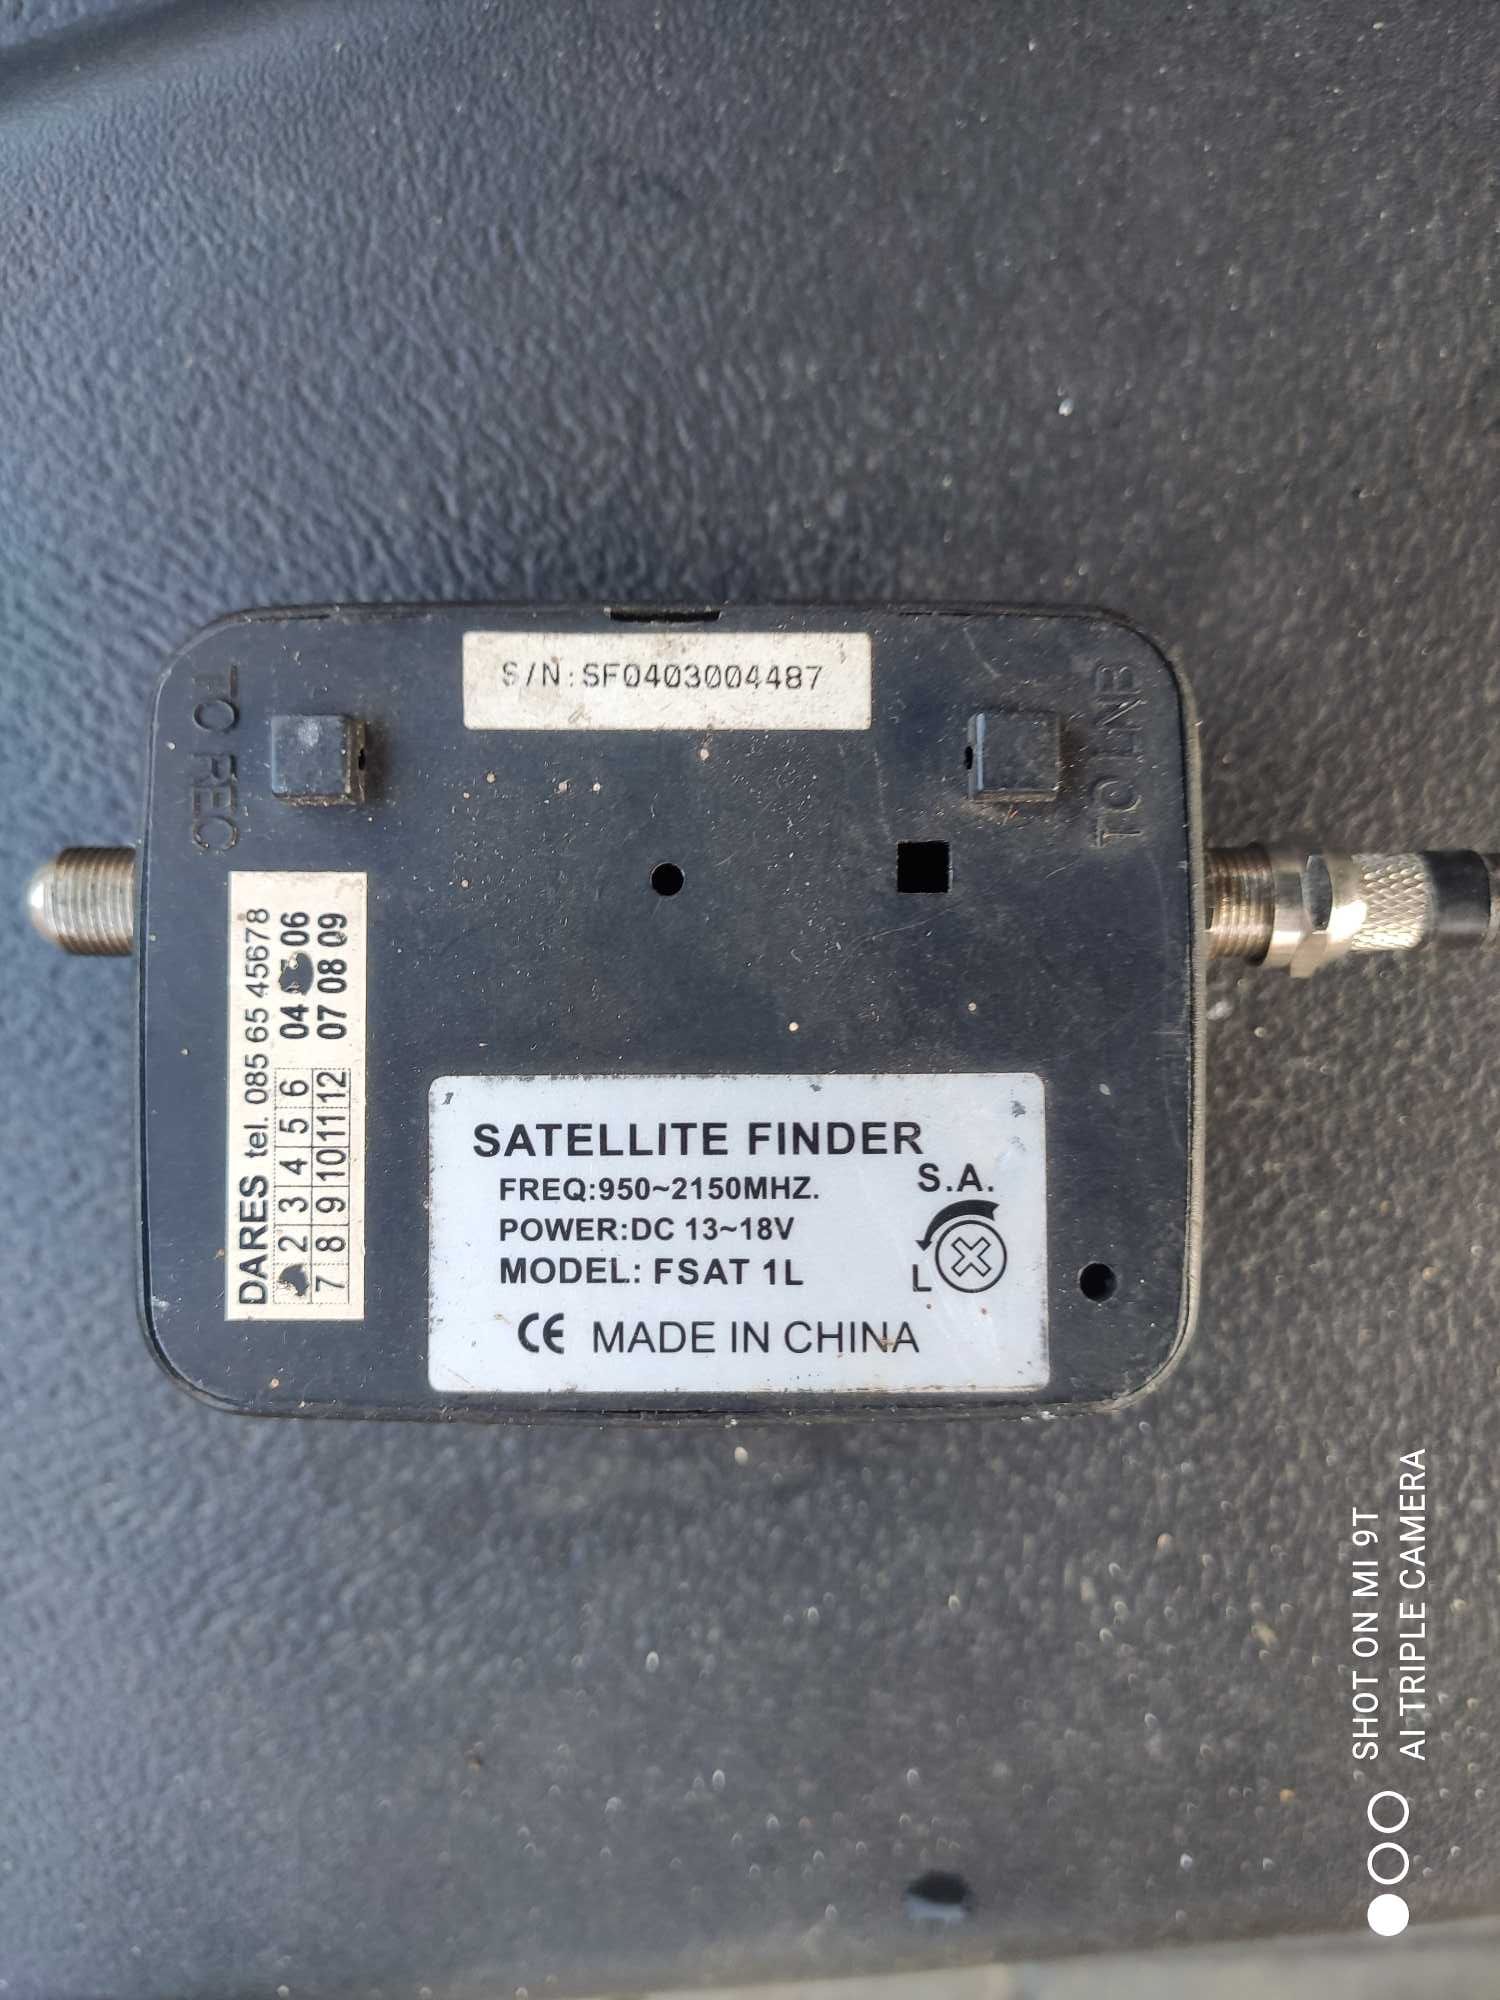 S/N:SF0403004487
TO REC
TO LNB
DARES tel. 085 65 45678
2 3 4 5 6 04 06
7 8 9 10 11 12 07 08 09
SATELLITE FINDER
FREQ:950~2150MHZ.
POWER:DC 13~18V
MODEL: FSAT 1L
S.A.
L
CE MADE IN CHINA
SHOT ON MI 9T
AI TRIPLE CAMERA